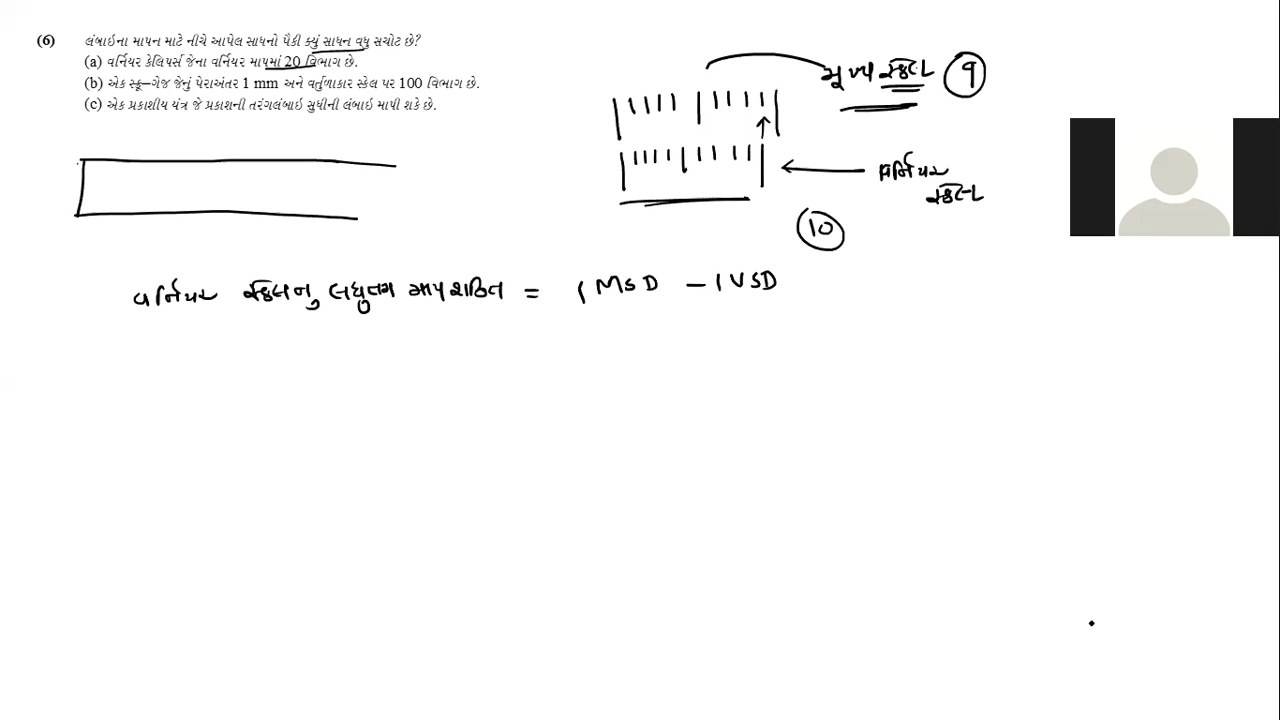 (6) લંબાઈના માપન માટે નીચે આપેલ સાધનો પૈકી ક્યું સાધન વધુ સચોટ છે?
(a) વર્નિયર કેલિપર્સ જેના વર્નિયર માપમાં 20 વિભાગ છે.
(b) એક સ્ક્રૂ-ગેજ જેનું પેરાઅંતર 1 mm અને વર્તુળાકાર સ્કેલ પર 100 વિભાગ છે.
(c) એક પ્રકાશીય યંત્ર જે પ્રકાશની તરંગલંબાઈ સુધીની લંબાઈ માપી શકે છે.
મુખ્ય સ્કેલ 9
વર્નિયર
સ્કેલ
10
વર્નિયર સ્કેલનુ લઘુતમ માપશક્તિ = 1 MSD - 1 VSD